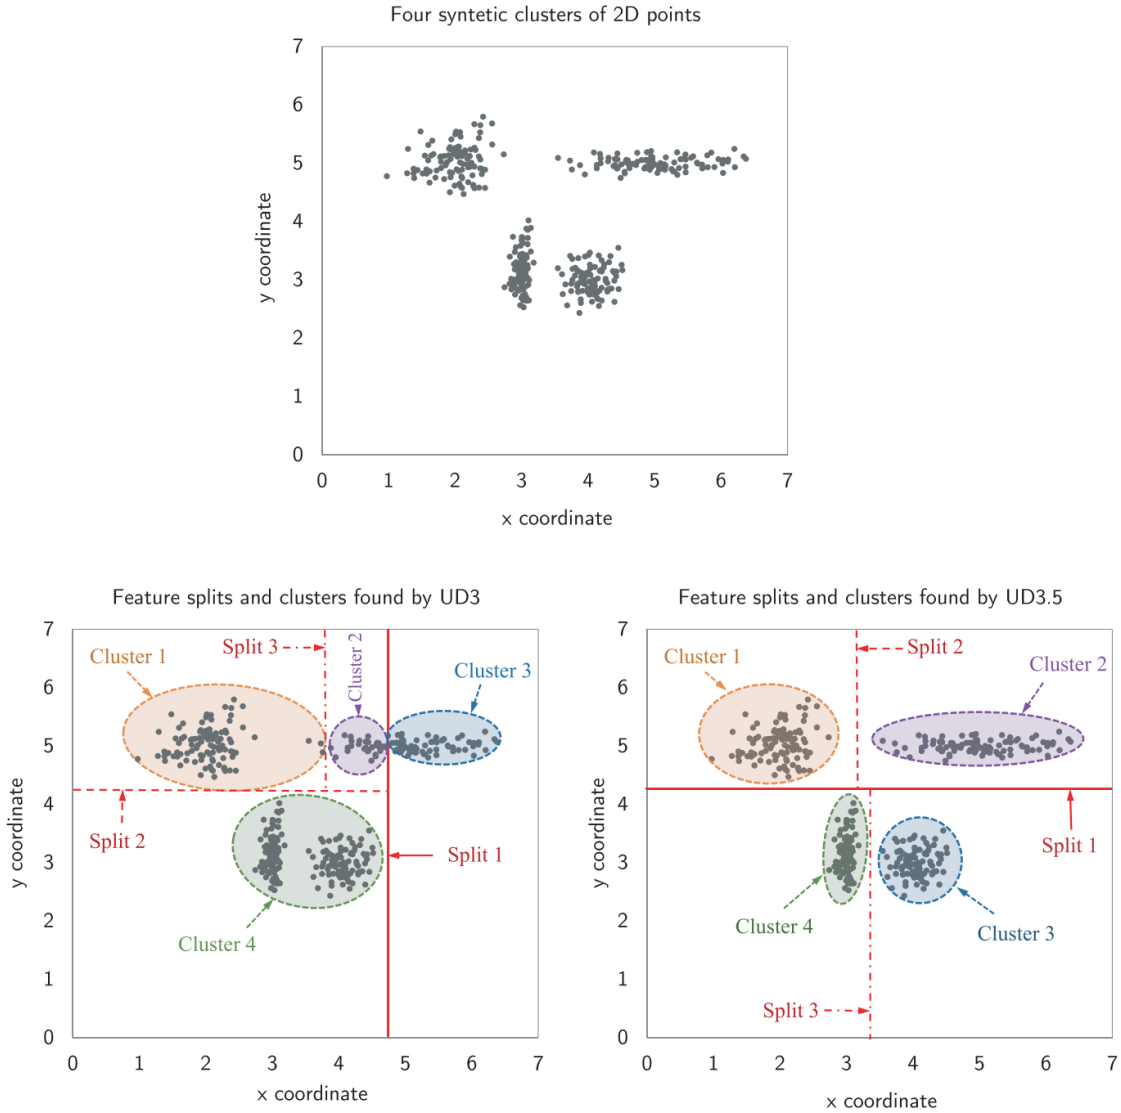 Four syntetic clusters of 2D points
7
6
5
4
3
2
1
0
0 1 2 3 4 5 6 7
y coordinate
x coordinate
Feature splits and clusters found by UD3
7
6
5
4
3
2
1
0
0 1 2 3 4 5 6 7
y coordinate
x coordinate
Cluster 1
Split 3
Cluster 2
Cluster 3
Split 2
Split 1
Cluster 4
Feature splits and clusters found by UD3.5
7
6
5
4
3
2
1
0
0 1 2 3 4 5 6 7
y coordinate
x coordinate
Cluster 1
Split 2
Cluster 2
Split 1
Cluster 4
Cluster 3
Split 3